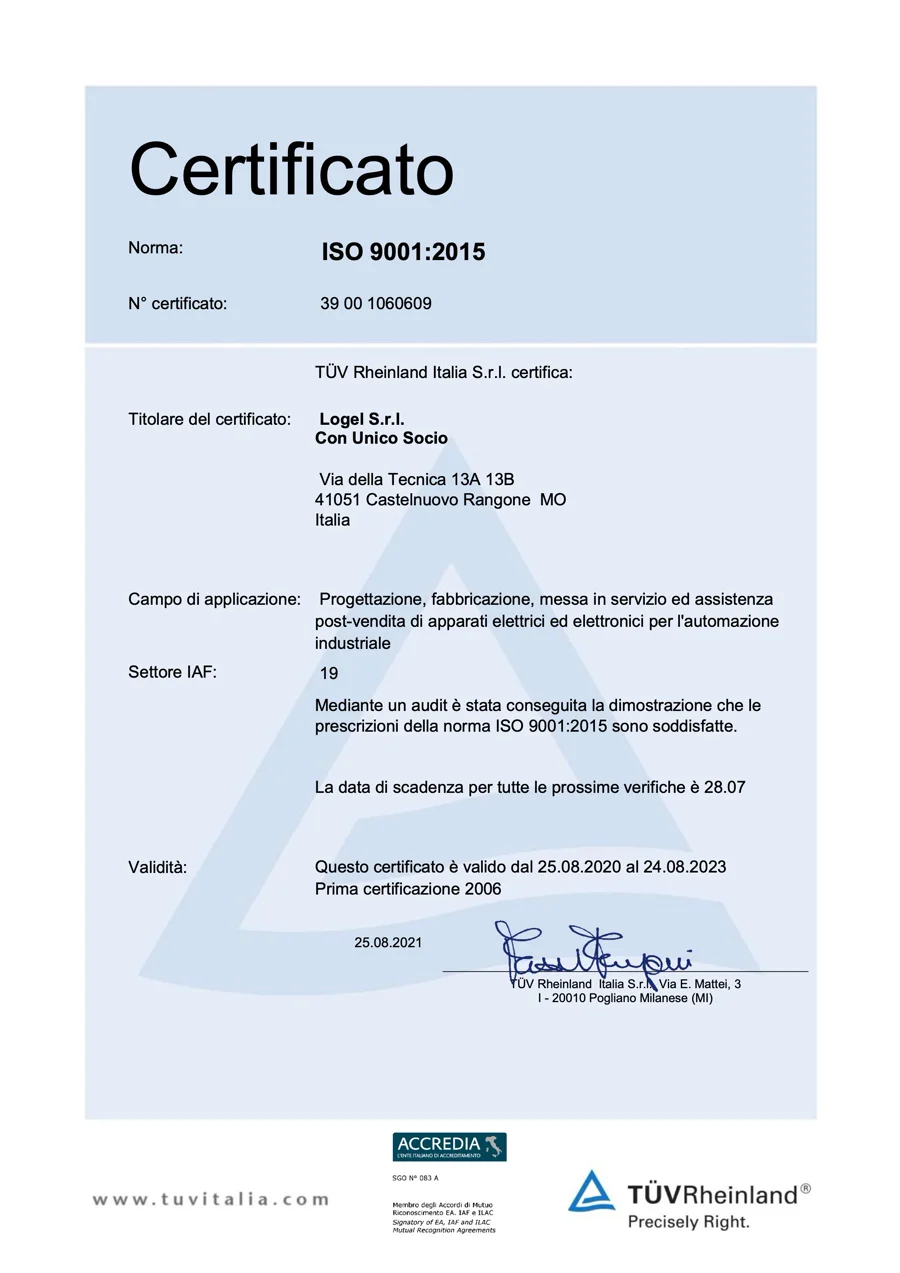 Certificato
Norma: ISO 9001:2015
N° certificato: 39 00 1060609
TÜV Rheinland Italia S.r.l. certifica:
Titolare del certificato: Logel S.r.l.
Con Unico Socio
Via della Tecnica 13A 13B
41051 Castelnuovo Rangone MO
Italia
Campo di applicazione: Progettazione, fabbricazione, messa in servizio ed assistenza
post-vendita di apparati elettrici ed elettronici per l'automazione
industriale
Settore IAF: 19
Mediante un audit è stata conseguita la dimostrazione che le
prescrizioni della norma ISO 9001:2015 sono soddisfatte.
La data di scadenza per tutte le prossime verifiche è 28.07
Validità: Questo certificato è valido dal 25.08.2020 al 24.08.2023
Prima certificazione 2006
25.08.2021
TÜV Rheinland Italia S.r.l. Via E. Mattei, 3
I - 20010 Pogliano Milanese (MI)
ACCREDIA
L'ENTE ITALIANO DI ACCREDITAMENTO
SGQ N° 083 A
www.tuvitalia.com
Membro degli Accordi di Mutuo
Riconoscimento EA. IAF e ILAC
Signatory of EA, IAF and ILAC
Mutual Recognition Agreements
TÜVRheinland®
Precisely Right.